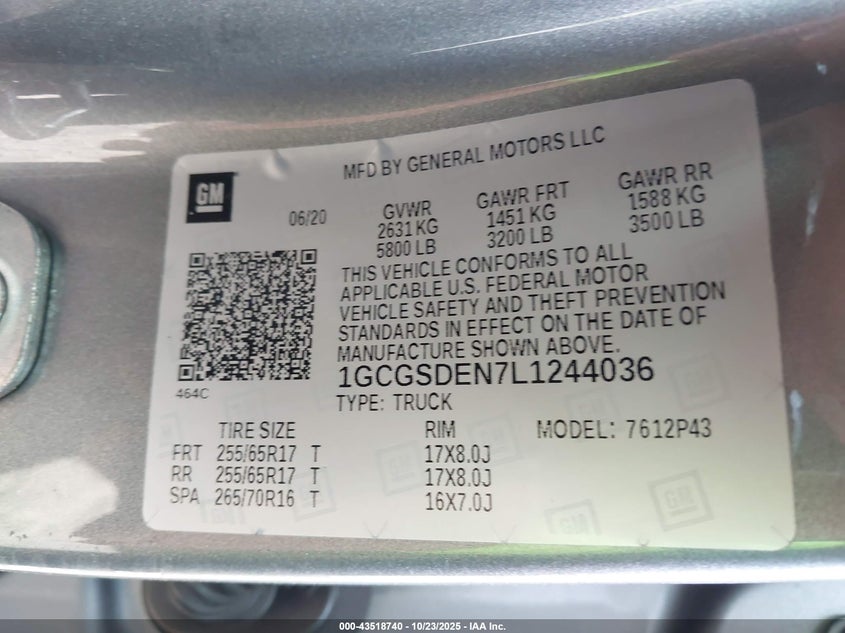 MFD BY GENERAL MOTORS LLC
GM
06/20
GVWR GAWR FRT GAWR RR
2631 KG 1451 KG 1588 KG
5800 LB 3200 LB 3500 LB
THIS VEHICLE CONFORMS TO ALL
APPLICABLE U.S. FEDERAL MOTOR
VEHICLE SAFETY AND THEFT PREVENTION
STANDARDS IN EFFECT ON THE DATE OF
MANUFACTURE SHOWN ABOVE.
464C
1GCGSDEN7L1244036
TYPE: TRUCK
TIRE SIZE RIM MODEL: 7612P43
FRT 255/65R17 T 17X8.0J
RR 255/65R17 T 17X8.0J
SPA 265/70R16 T 16X7.0J
GM
GM
GM
GM
000-43518740 - 10/23/2025 - IAA Inc.